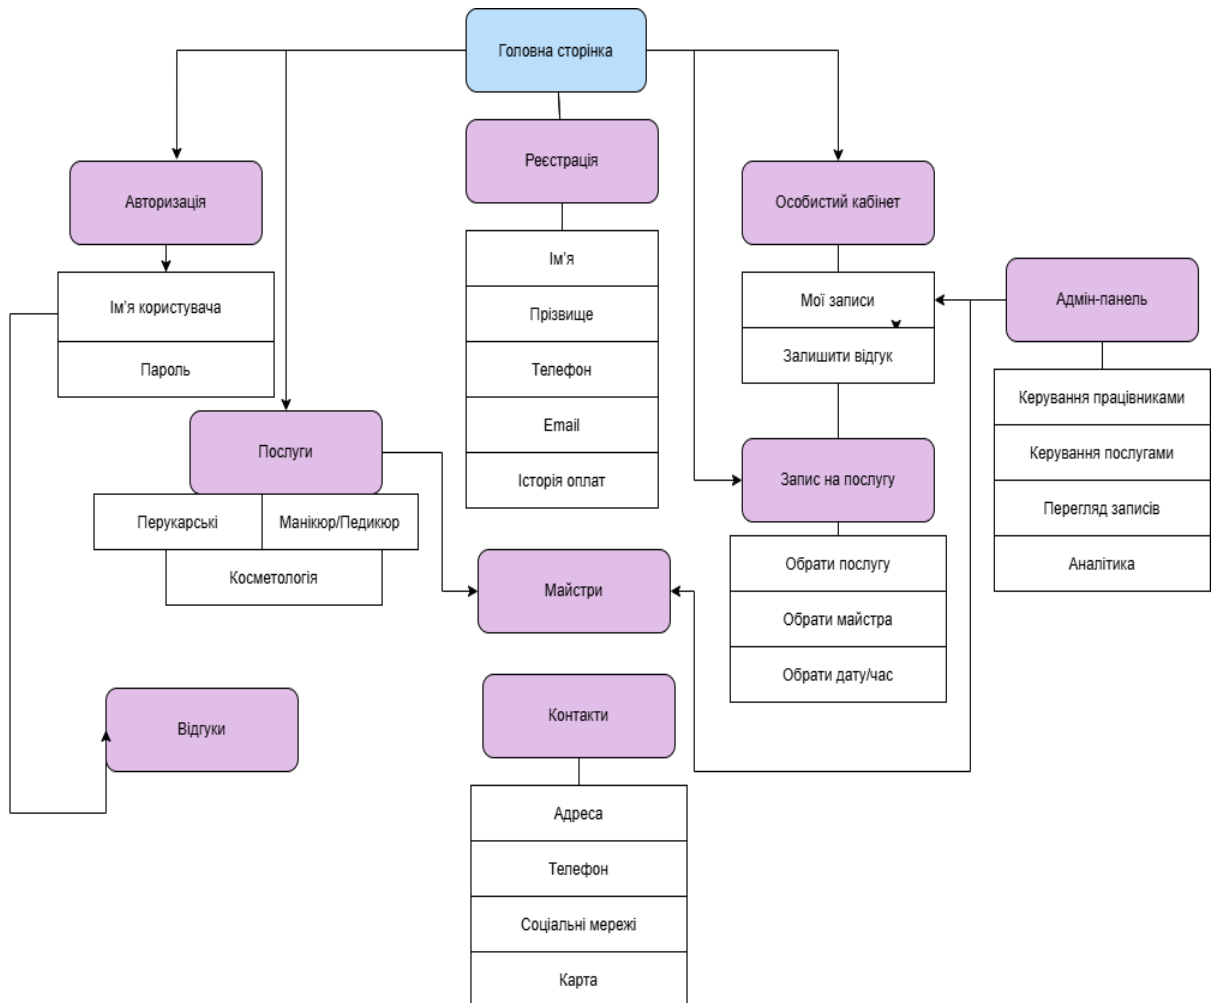 Головна сторінка
Реєстрація
Авторизація
Особистий кабінет
Ім'я
Ім'я користувача
Мої записи
Адмін-панель
Прізвище
Пароль
Телефон
Залишити відгук
Керування працівниками
Email
Послуги
Керування послугами
Історія оплат
Запис на послугу
Перукарські
Манікюр/Педикюр
Перегляд записів
Косметологія
Майстри
Обрати послугу
Аналітика
Обрати майстра
Обрати дату/час
Відгуки
Контакти
Адреса
Телефон
Соціальні мережі
Карта